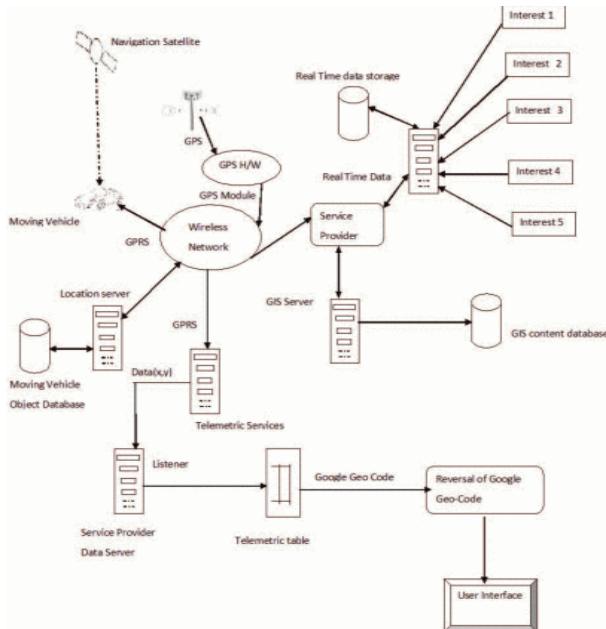 Navigation Satellite
Interest 1
Interest 2
Interest 3
Interest 4
Interest 5
Real Time data storage
GPS
GPS H/W
Real Time Data
GPS Module
Moving Vehicle
GPRS
Wireless
Network
Service
Provider
Location server
GIS Server
GPRS
GIS content database
Moving Vehicle
Object Database
Data(x,y)
Telemetric Services
Listener
Google Geo Code
Reversal of Google
Geo-Code
Service Provider
Data Server
Telemetric table
User Interface